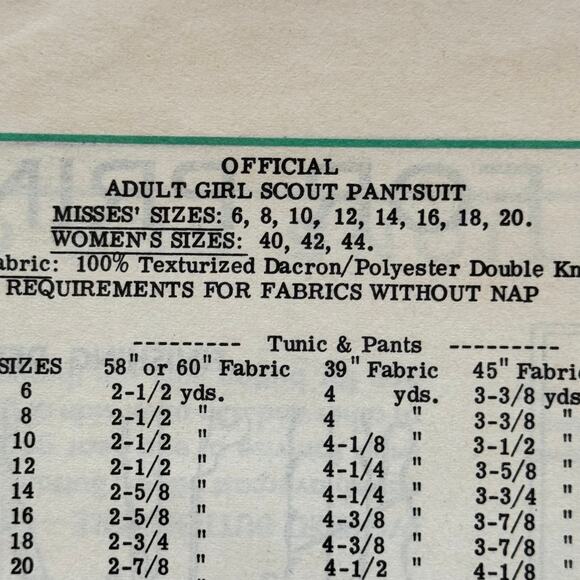 OFFICIAL
ADULT GIRL SCOUT PANTSUIT
MISSES' SIZES: 6, 8, 10, 12, 14, 16, 18, 20.
WOMEN'S SIZES: 40, 42, 44.
abric: 100% Texturized Dacron/Polyester Double Kn
REQUIREMENTS FOR FABRICS WITHOUT NAP
--------- Tunic & Pants ---------
SIZES 58" or 60" Fabric 39" Fabric 45" Fabri
6 2-1/2 yds. 4 yds. 3-3/8 yds
8 2-1/2 " 4 " 3-3/8 "
10 2-1/2 " 4-1/8 " 3-1/2 "
12 2-1/2 " 4-1/4 " 3-5/8 "
14 2-5/8 " 4-1/4 " 3-3/4 "
16 2-5/8 " 4-3/8 " 3-7/8 "
18 2-3/4 " 4-3/8 " 3-7/8 "
20 2-7/8 " 4-1/2 " 4-1/8 "